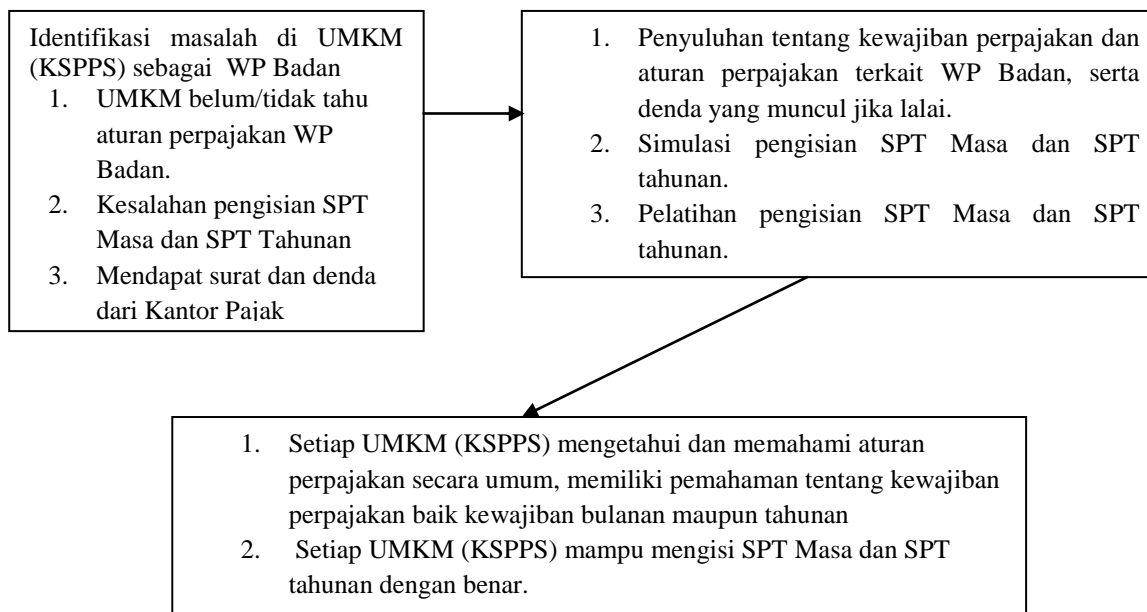 Identifikasi masalah di UMKM
(KSPPS) sebagai WP Badan
1. UMKM belum/tidak tahu
aturan perpajakan WP
Badan.
2. Kesalahan pengisian SPT
Masa dan SPT Tahunan
3. Mendapat surat dan denda
dari Kantor Pajak
1. Penyuluhan tentang kewajiban perpajakan dan
aturan perpajakan terkait WP Badan, serta
denda yang muncul jika lalai.
2. Simulasi pengisian SPT Masa dan SPT
tahunan.
3. Pelatihan pengisian SPT Masa dan SPT
tahunan.
1. Setiap UMKM (KSPPS) mengetahui dan memahami aturan
perpajakan secara umum, memiliki pemahaman tentang kewajiban
perpajakan baik kewajiban bulanan maupun tahunan
2. Setiap UMKM (KSPPS) mampu mengisi SPT Masa dan SPT
tahunan dengan benar.